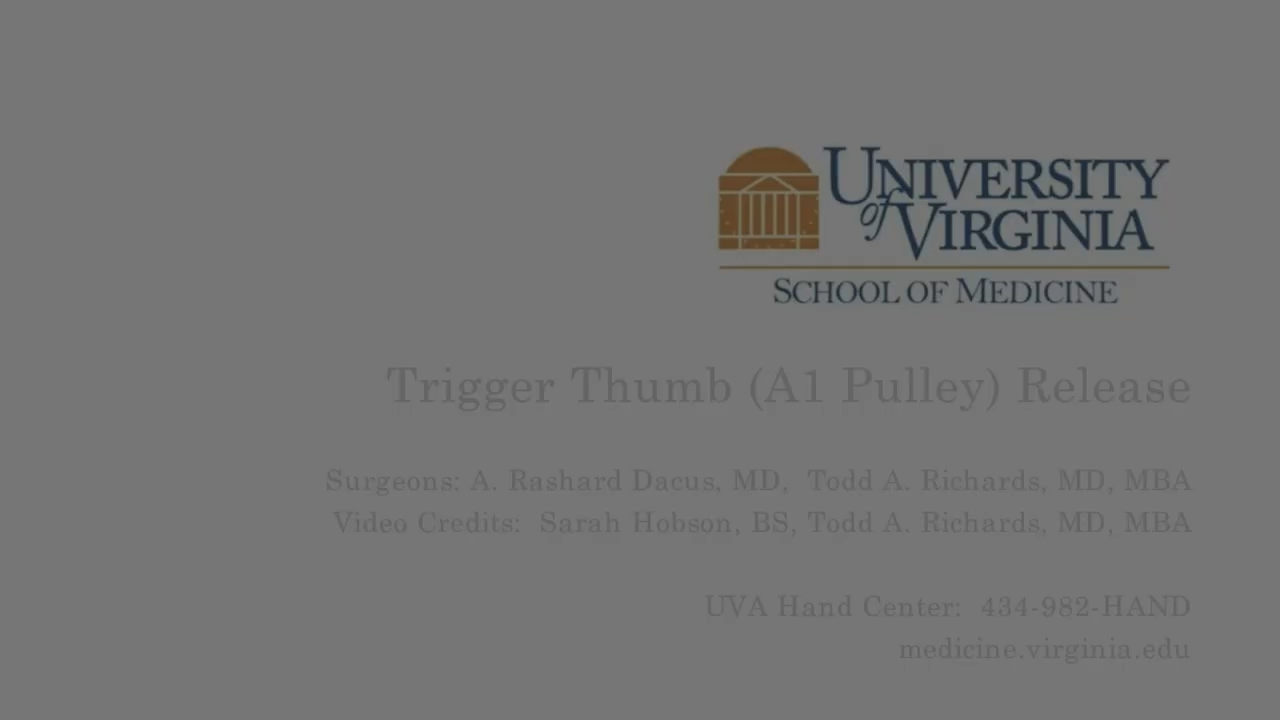 UNIVERSITY
of VIRGINIA
SCHOOL OF MEDICINE
Trigger Thumb (A1 Pulley) Release
Surgeons: A. Rashard Dacus, MD, Todd A. Richards, MD, MBA
Video Credits: Sarah Hobson, BS, Todd A. Richards, MD, MBA
UVA Hand Center: 434-982-HAND
medicine.virginia.edu